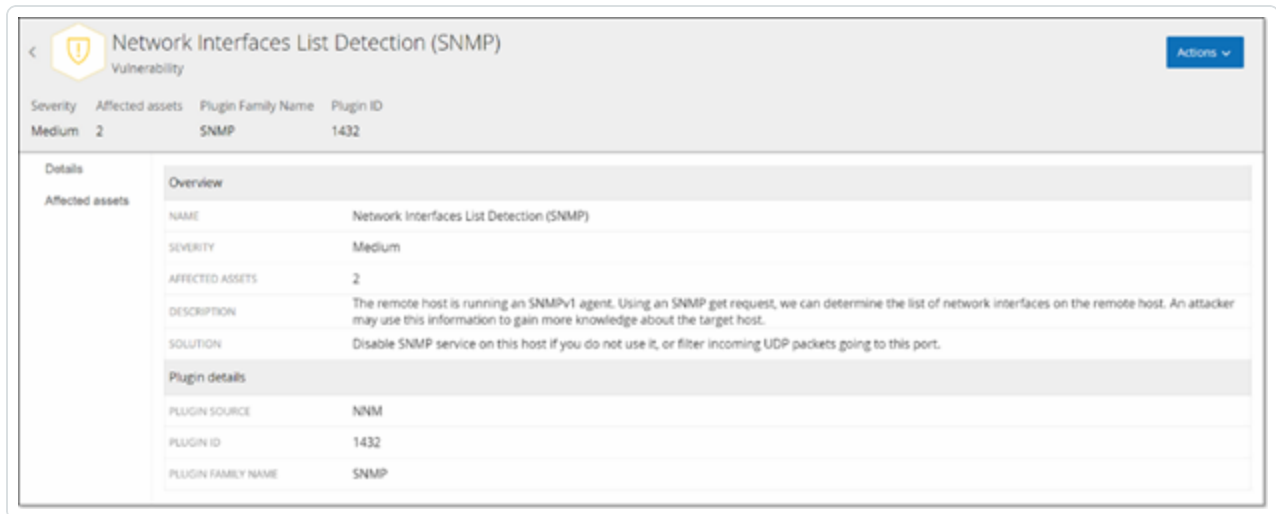 Network Interfaces List Detection (SNMP)
Vulnerability
Actions
Severity Affected assets Plugin Family Name Plugin ID
Medium 2 SNMP 1432
Details
Affected assets
Overview
NAME Network Interfaces List Detection (SNMP)
SEVERITY Medium
AFFECTED ASSETS 2
DESCRIPTION The remote host is running an SNMPv1 agent. Using an SNMP get request, we can determine the list of network interfaces on the remote host. An attacker
may use this information to gain more knowledge about the target host.
SOLUTION Disable SNMP service on this host if you do not use it, or filter incoming UDP packets going to this port.
Plugin details
PLUGIN SOURCE NNM
PLUGIN ID 1432
PLUGIN FAMILY NAME SNMP